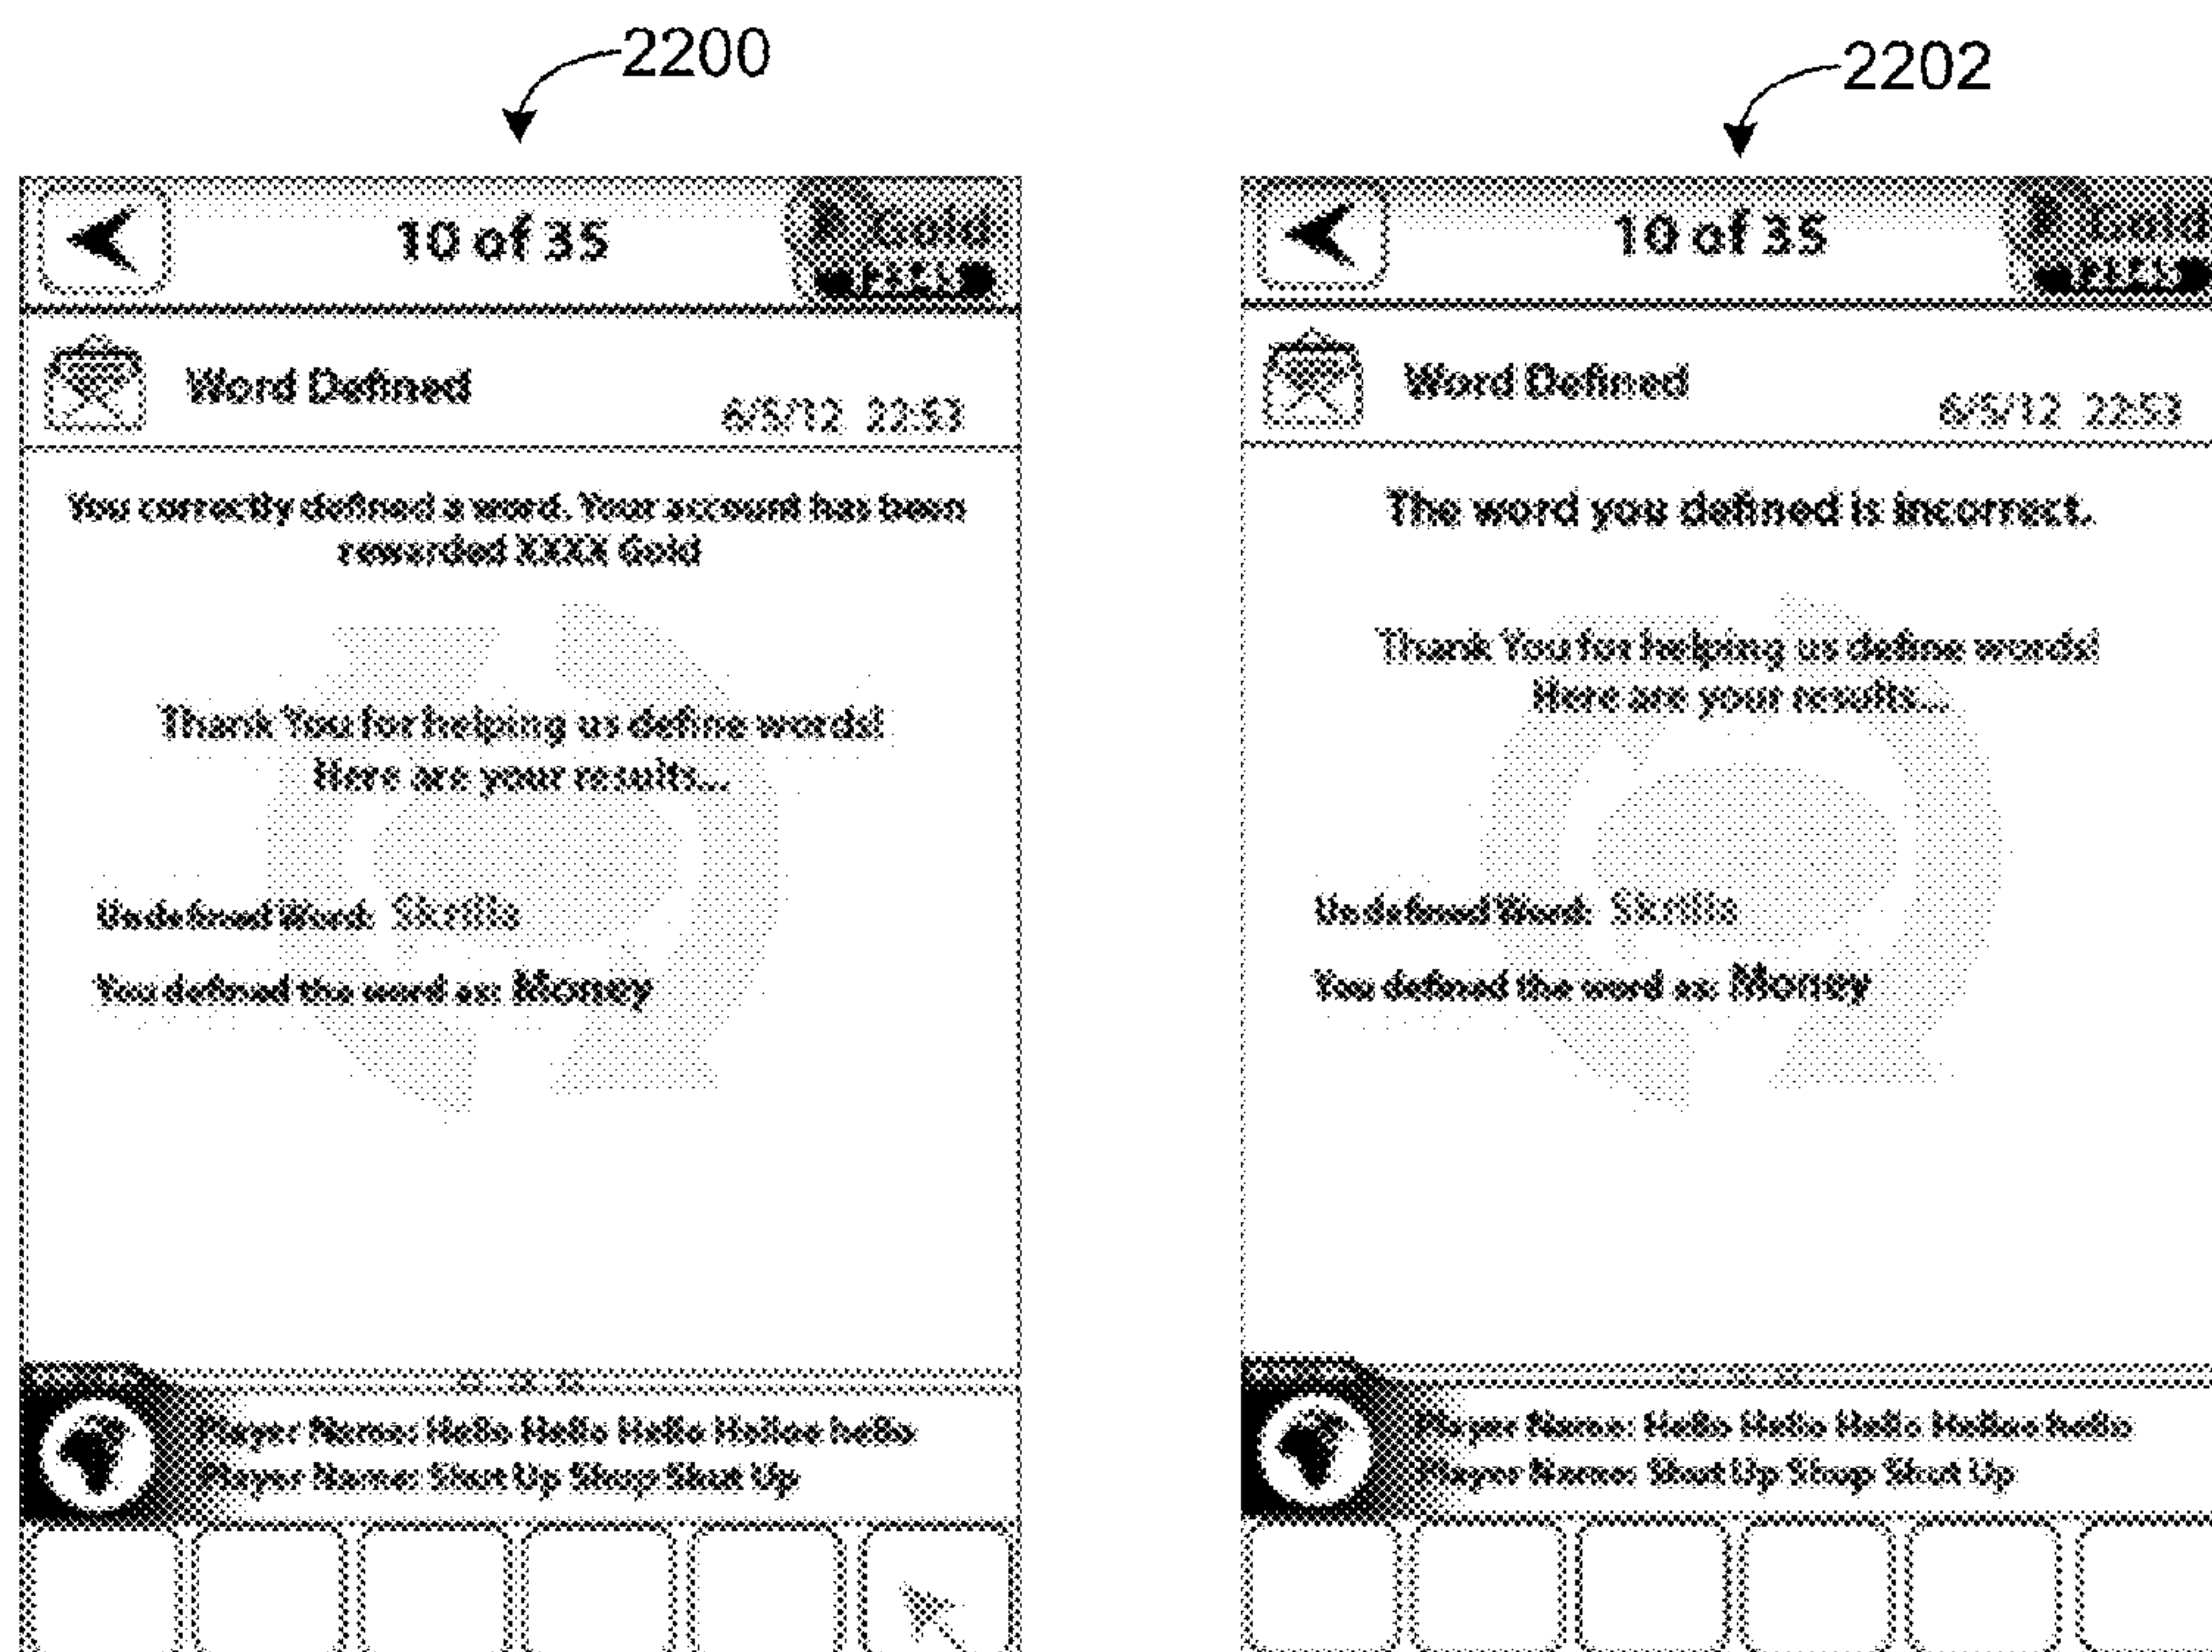 2200
10 of 35
Gold
Word Defined
6/5/12 22:53
You correctly defined a word. Your account has been
rewarded XXXX Gold
Thank You for helping us define words!
Here are your results...
Undefined Word: Skrilla
You defined the word as: Money
Player Name: Hello Hello Hello Helloe hello
Player Name: Shut Up Shup Shut Up
2202
10 of 35
Gold
Word Defined
6/5/12 22:53
The word you defined is incorrect.
Thank You for helping us define words!
Here are your results...
Undefined Word: Skrilla
You defined the word as: Money
Player Name: Hello Hello Hello Helloe hello
Player Name: Shut Up Shup Shut Up